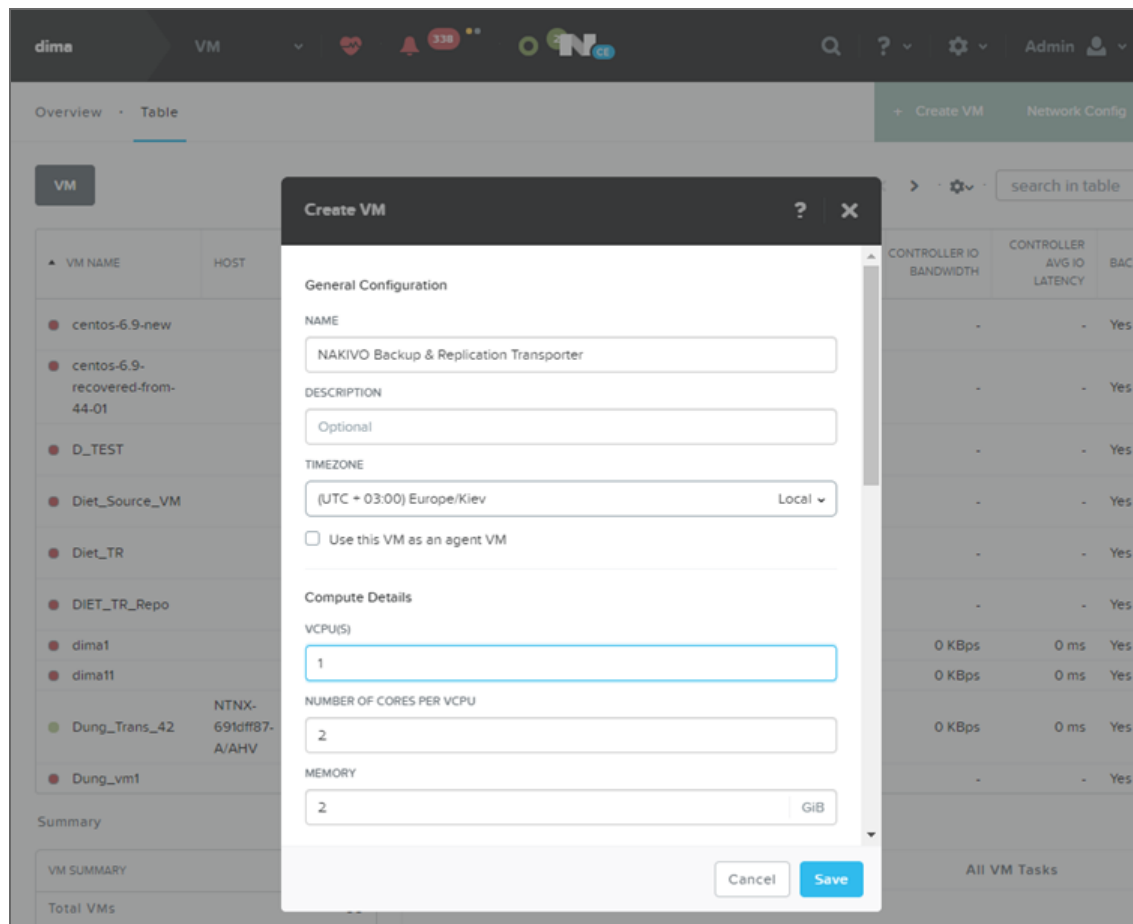 dima VM 338 N CE ? Admin
Overview · Table + Create VM Network Config
VM search in table
VM NAME HOST CONTROLLER IO BANDWIDTH CONTROLLER AVG IO LATENCY BAC
centos-6.9-new - - Yes
centos-6.9-
recovered-from-
44-01 - - Yes
D_TEST - - Yes
Diet_Source_VM - - Yes
Diet_TR - - Yes
DIET_TR_Repo - - Yes
dima1 0 KBps 0 ms Yes
dima11 0 KBps 0 ms Yes
Dung_Trans_42 NTNX-
691dff87-
A/AHV 0 KBps 0 ms Yes
Dung_vm1 - - Yes
Summary
VM SUMMARY All VM Tasks
Total VMs
Create VM ?
General Configuration
NAME
NAKIVO Backup & Replication Transporter
DESCRIPTION
Optional
TIMEZONE
(UTC + 03:00) Europe/Kiev Local
Use this VM as an agent VM
Compute Details
VCPU(S)
1
NUMBER OF CORES PER VCPU
2
MEMORY
2 GiB
Cancel Save